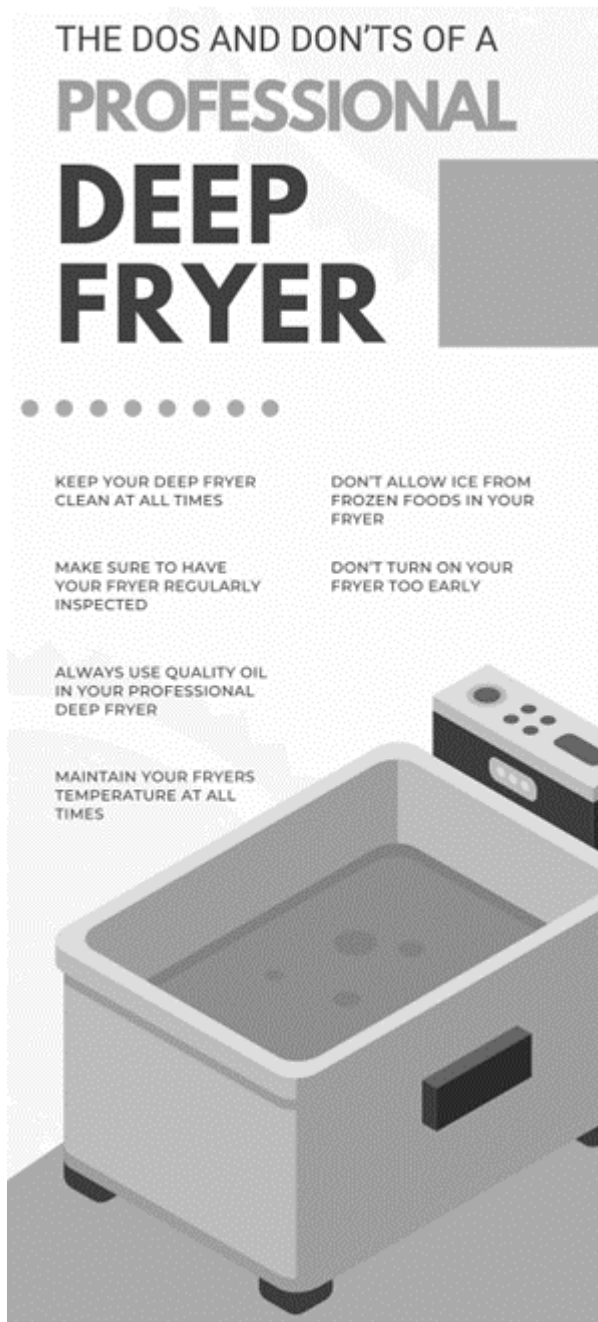 THE DOS AND DON'TS OF A
PROFESSIONAL
DEEP
FRYER
KEEP YOUR DEEP FRYER
CLEAN AT ALL TIMES
MAKE SURE TO HAVE
YOUR FRYER REGULARLY
INSPECTED
ALWAYS USE QUALITY OIL
IN YOUR PROFESSIONAL
DEEP FRYER
MAINTAIN YOUR FRYERS
TEMPERATURE AT ALL
TIMES
DON'T ALLOW ICE FROM
FROZEN FOODS IN YOUR
FRYER
DON'T TURN ON YOUR
FRYER TOO EARLY